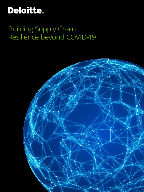 Deloitte.
Building Supply Chain
Resilience beyond COVID-19